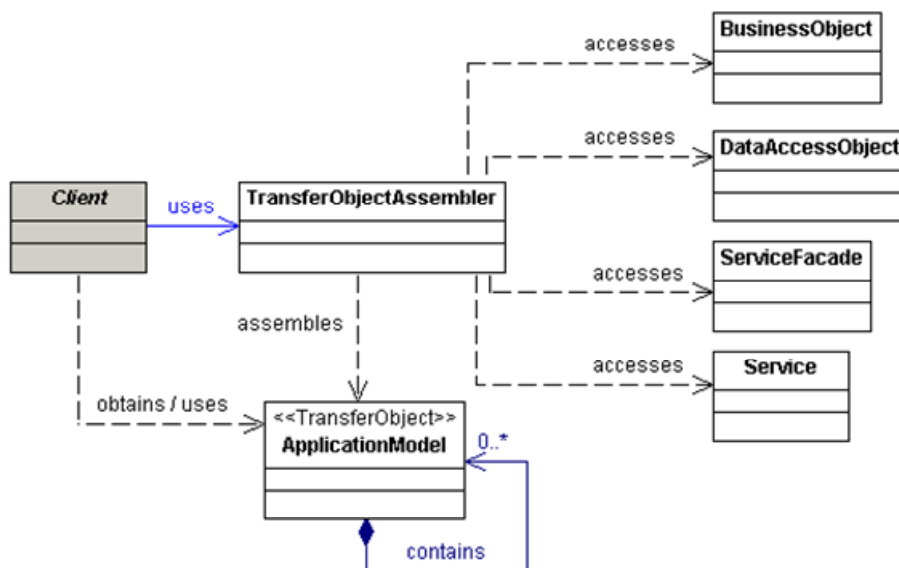 BusinessObject
accesses
accesses
DataAccessObject
Client
uses
TransferObjectAssembler
accesses
ServiceFacade
assembles
accesses
Service
obtains / uses
<<TransferObject>>
ApplicationModel
0..*
contains